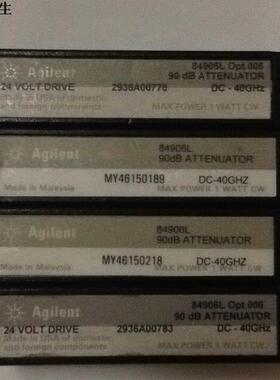 生
Agilent
84906L Opt 006
90 dB ATTENUATOR
24 VOLT DRIVE 2936A00776 DC - 40GHz
Made in USA of domestic
and foreign components
MAX POWER 1 WATT CW
Agilent
84906L
90dB ATTENUATOR
MY46150189 DC-40GHZ
Made in Malaysia MAX POWER 1 WATT CW
Agilent
84906L
90dB ATTENUATOR
MY46150218 DC-40GHZ
Made in Malaysia MAX POWER 1 WATT CW
Agilent
84906L Opt 006
90 dB ATTENUATOR
24 VOLT DRIVE 2936A00783 DC - 40GHz
Made in USA of domestic
and foreign components
MAX POWER 1 WATT CW